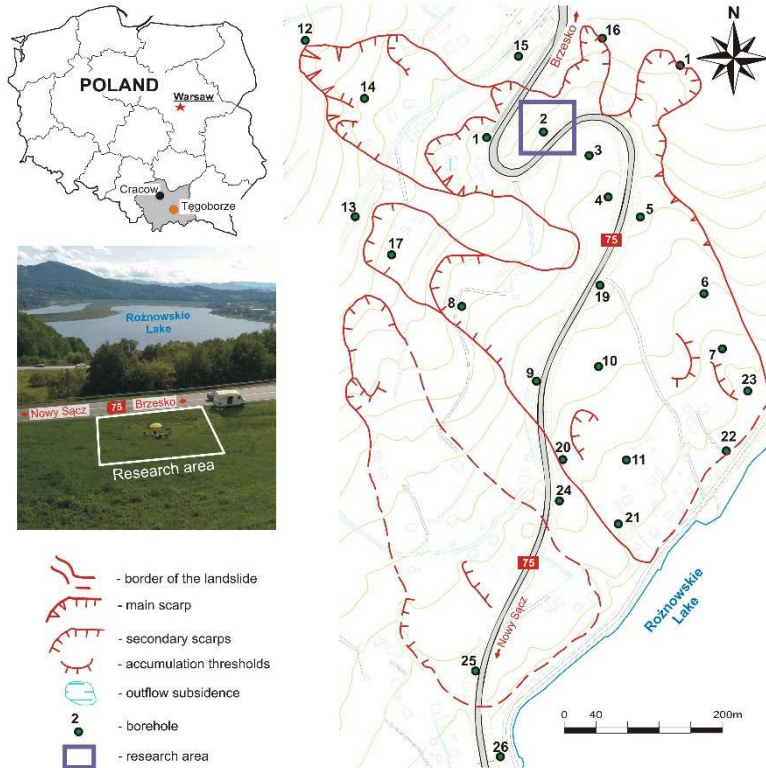 POLAND
Warsaw
Cracow
Tęgoborze
Rożnowskie
Lake
Nowy Sącz 75 Brzesko
Research area
- border of the landslide
- main scarp
- secondary scarps
- accumulation thresholds
- outflow subsidence
2
- borehole
- research area
12
15
Brzesko
16
1
N
14
1
2
3
4
5
13
75
17
19
6
8
7
9
10
23
20
11
22
24
21
75
Rożnowskie
Lake
Nowy Sącz
25
26
0 40 200m